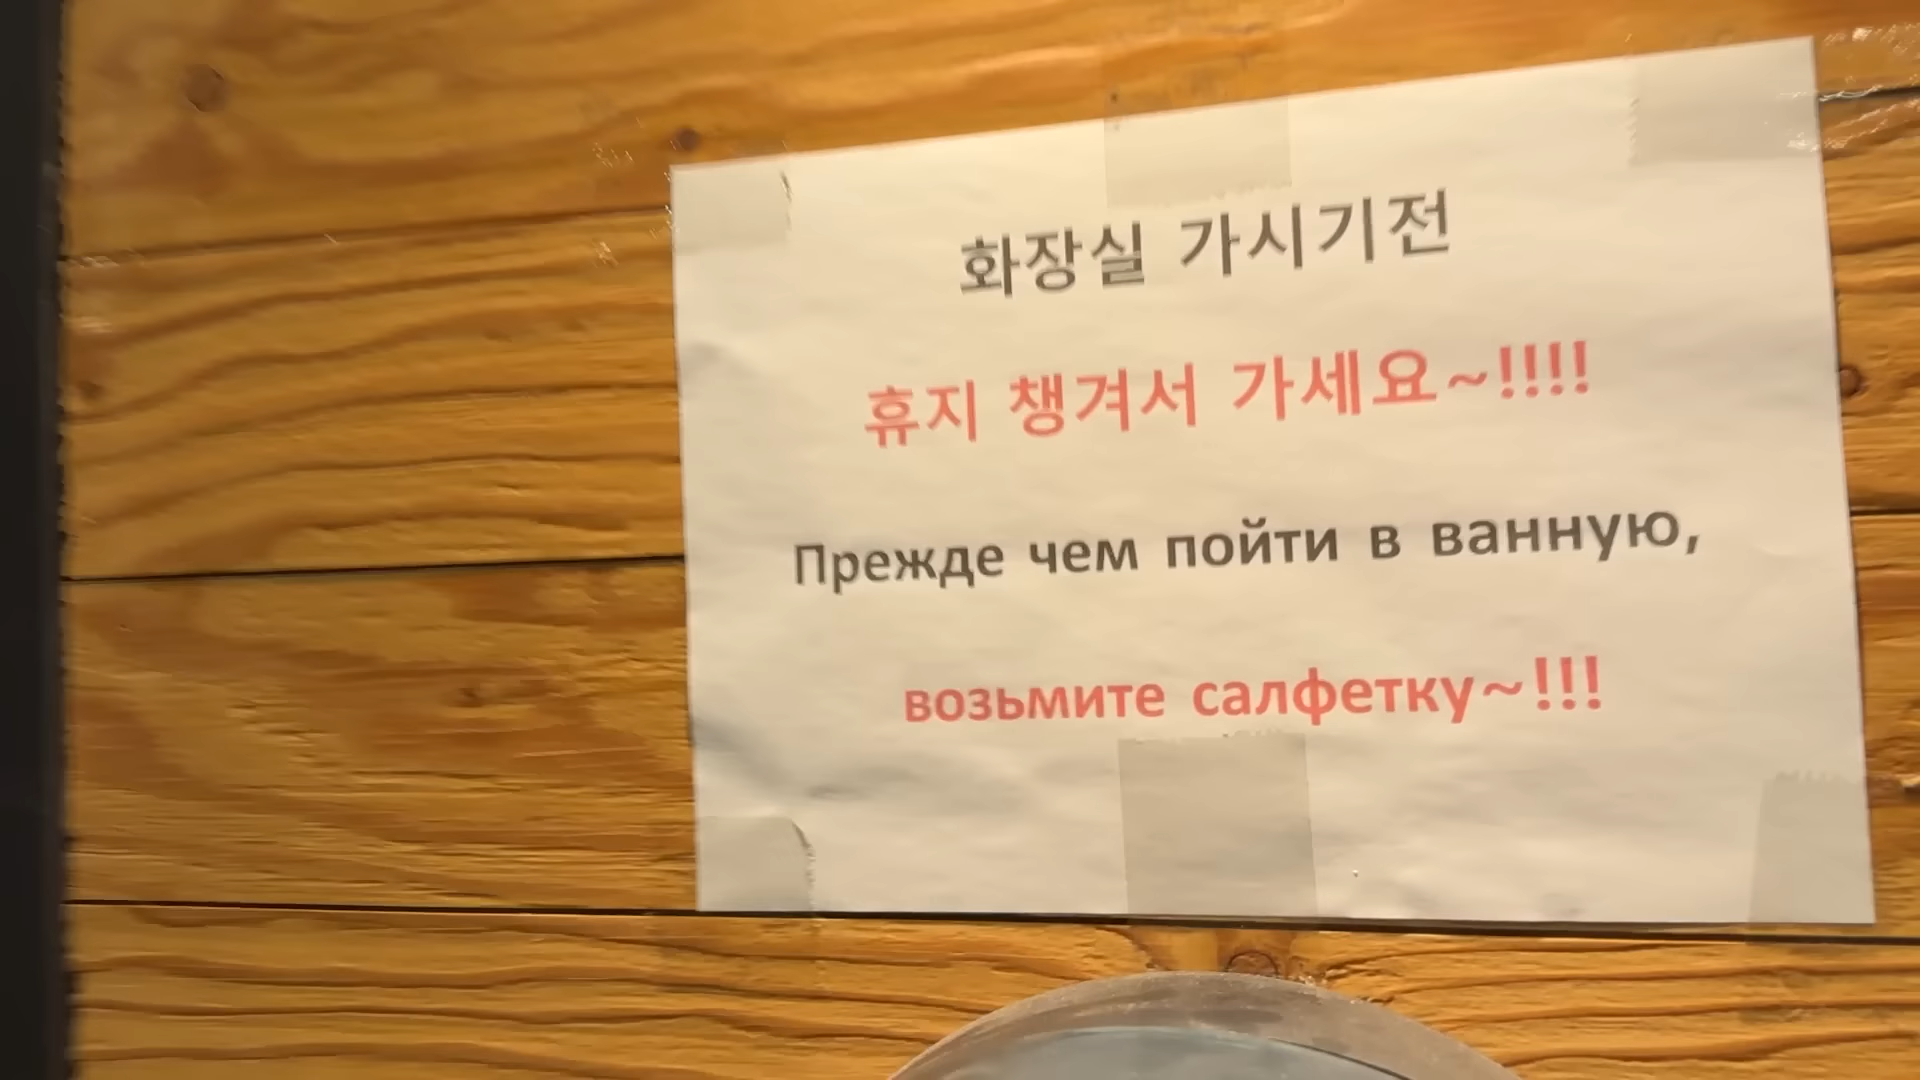 화장실 가시기전
휴지 챙겨서 가세요~!!!!
Прежде чем пойти в ванную,
возьмите салфетку~!!!